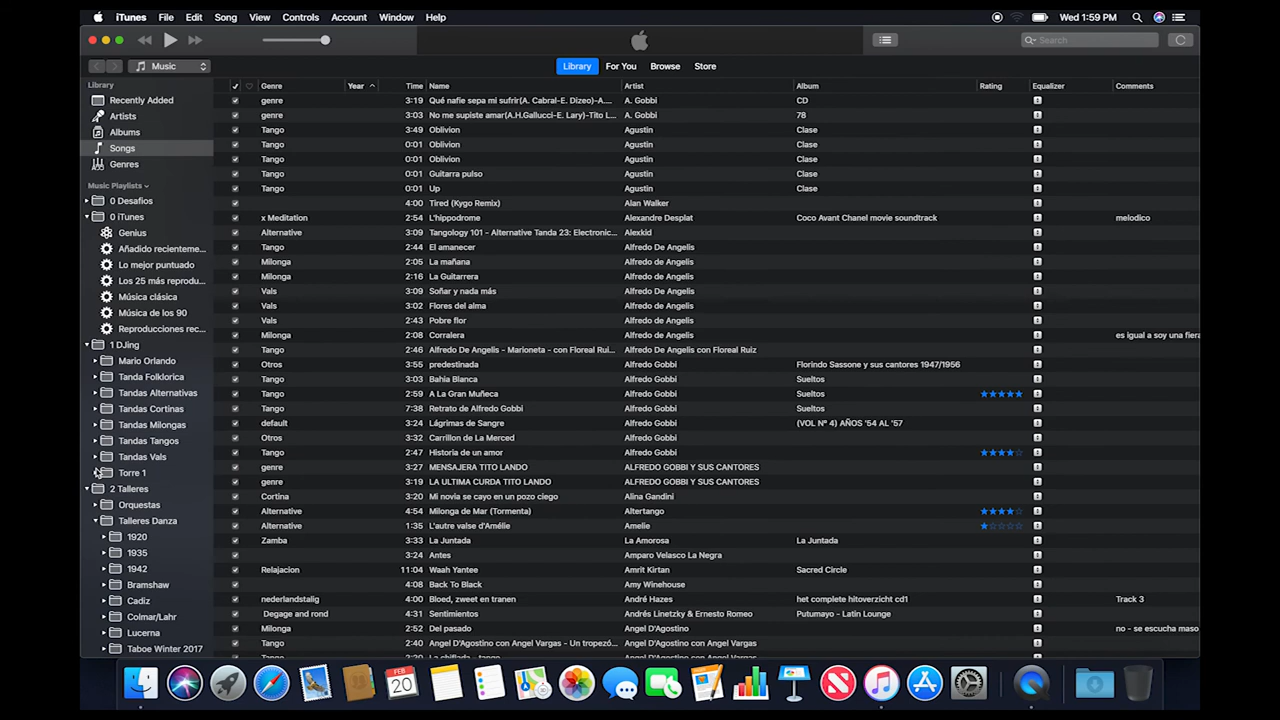 iTunes File Edit Song View Controls Account Window Help Wed 1:59 PM
Search
Music Library For You Browse Store
Library
Recently Added
Artists
Albums
Songs
Genres
Music Playlists
0 Desafios
0 iTunes
Genius
Añadido recienteme...
Lo mejor puntuado
Los 25 más reprodu...
Música clásica
Música de los 90
Reproducciones rec...
1 DJing
Mario Orlando
Tanda Folklorica
Tandas Alternativas
Tandas Cortinas
Tandas Milongas
Tandas Tangos
Tandas Vals
Torre 1
2 Talleres
Orquestas
Talleres Danza
1920
1935
1942
Bramshaw
Cadiz
Colmar/Lahr
Lucerna
Taboe Winter 2017
Genre Year Time Name Artist Album Rating Equalizer Comments
genre 3:19 Qué nafie sepa mi sufrir(A. Cabral-E. Dizeo)-A.... A. Gobbi CD
genre 3:03 No me supiste amar(A.H.Gallucci-E. Lary)-Tito L... A. Gobbi 78
Tango 3:49 Oblivion Agustin Clase
Tango 0:01 Oblivion Agustin Clase
Tango 0:01 Oblivion Agustin Clase
Tango 0:01 Guitarra pulso Agustin Clase
Tango 0:01 Up Agustin Clase
4:00 Tired (Kygo Remix) Alan Walker
x Meditation 2:54 L'hippodrome Alexandre Desplat Coco Avant Chanel movie soundtrack melodico
Alternative 3:09 Tangology 101 - Alternative Tanda 23: Electronic... Alexkid
Tango 2:44 El amanecer Alfredo De Angelis
Milonga 2:05 La mañana Alfredo de Angelis
Milonga 2:16 La Guitarrera Alfredo De Angelis
Vals 3:09 Soñar y nada más Alfredo de Angelis
Vals 3:02 Flores del alma Alfredo de Angelis
Vals 2:43 Pobre flor Alfredo de Angelis
Milonga 2:08 Corralera Alfredo de Angelis es igual a soy una fiera
Tango 2:46 Alfredo De Angelis - Marioneta - con Floreal Rui... Alfredo De Angelis con Floreal Ruiz
Otros 3:55 predestinada Alfredo Gobbi Florindo Sassone y sus cantores 1947/1956
Tango 3:03 Bahia Blanca Alfredo Gobbi Sueltos
Tango 2:59 A La Gran Muñeca Alfredo Gobbi Sueltos
Tango 7:38 Retrato de Alfredo Gobbi Alfredo Gobbi Sueltos
default 3:23 Lágrimas de Sangre Alfredo Gobbi (VOL Nº 4) AÑOS '54 AL '57
Otros 3:32 Carrillon de La Merced Alfredo Gobbi
Tango 2:47 Historia de un amor Alfredo Gobbi
genre 3:27 MENSAJERA TITO LANDO ALFREDO GOBBI Y SUS CANTORES
genre 3:19 LA ULTIMA CURDA TITO LANDO ALFREDO GOBBI Y SUS CANTORES
Cortina 3:20 Mi novia se cayo en un pozo ciego Alina Gandini
Alternative 4:54 Milonga de Mar (Tormenta) Altertango
Alternative 1:35 L'autre valse d'Amélie Amelie
Zamba 3:33 La Juntada La Amorosa La Juntada
3:24 Antes Amparo Velasco La Negra
Relajacion 11:04 Waah Yantee Amrit Kirtan Sacred Circle
4:08 Back To Black Amy Winehouse
nederlandstalig 4:00 Bloed, zweet en tranen André Hazes het complete hitoverzicht cd1 Track 3
Degage and rond 3:24 Sentimientos Andrés Linetzky & Ernesto Romeo Putumayo - Latin Lounge
Milonga 2:52 Del pasado Angel D'Agostino no - se escucha maso
Tango 2:40 Angel D'Agostino con Angel Vargas - Un tropezó... Angel D'Agostino con Angel Vargas
FEB
20